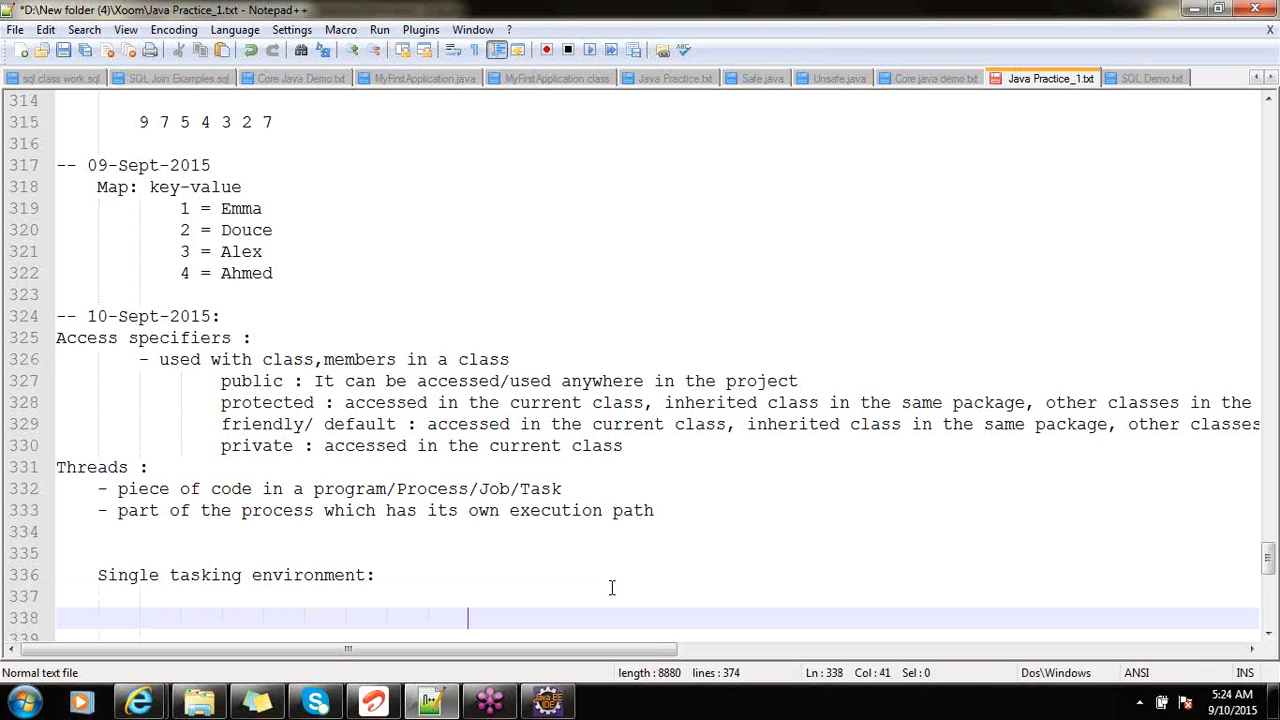 *D:\New folder (4)\Xoom\Java Practice_1.txt - Notepad++
File Edit Search View Encoding Language Settings Macro Run Plugins Window ? X
sql class work.sql SQL Join Examples.sql Core Java Demo.txt MyFirstApplication.java MyFirstApplication.class Java Practice.txt Safe.java Unsafe.java Core java demo.txt Java Practice_1.txt SQL Demo.txt
314
315 9 7 5 4 3 2 7
316
317 -- 09-Sept-2015
318 Map: key-value
319 1 = Emma
320 2 = Douce
321 3 = Alex
322 4 = Ahmed
323
324 -- 10-Sept-2015:
325 Access specifiers :
326 - used with class,members in a class
327 public : It can be accessed/used anywhere in the project
328 protected : accessed in the current class, inherited class in the same package, other classes in the
329 friendly/ default : accessed in the current class, inherited class in the same package, other classes
330 private : accessed in the current class
331 Threads :
332 - piece of code in a program/Process/Job/Task
333 - part of the process which has its own execution path
334
335
336 Single tasking environment:
337
338
339
Normal text file length : 8880 lines : 374 Ln : 338 Col : 41 Sel : 0 Dos\Windows ANSI INS
5:24 AM
9/10/2015